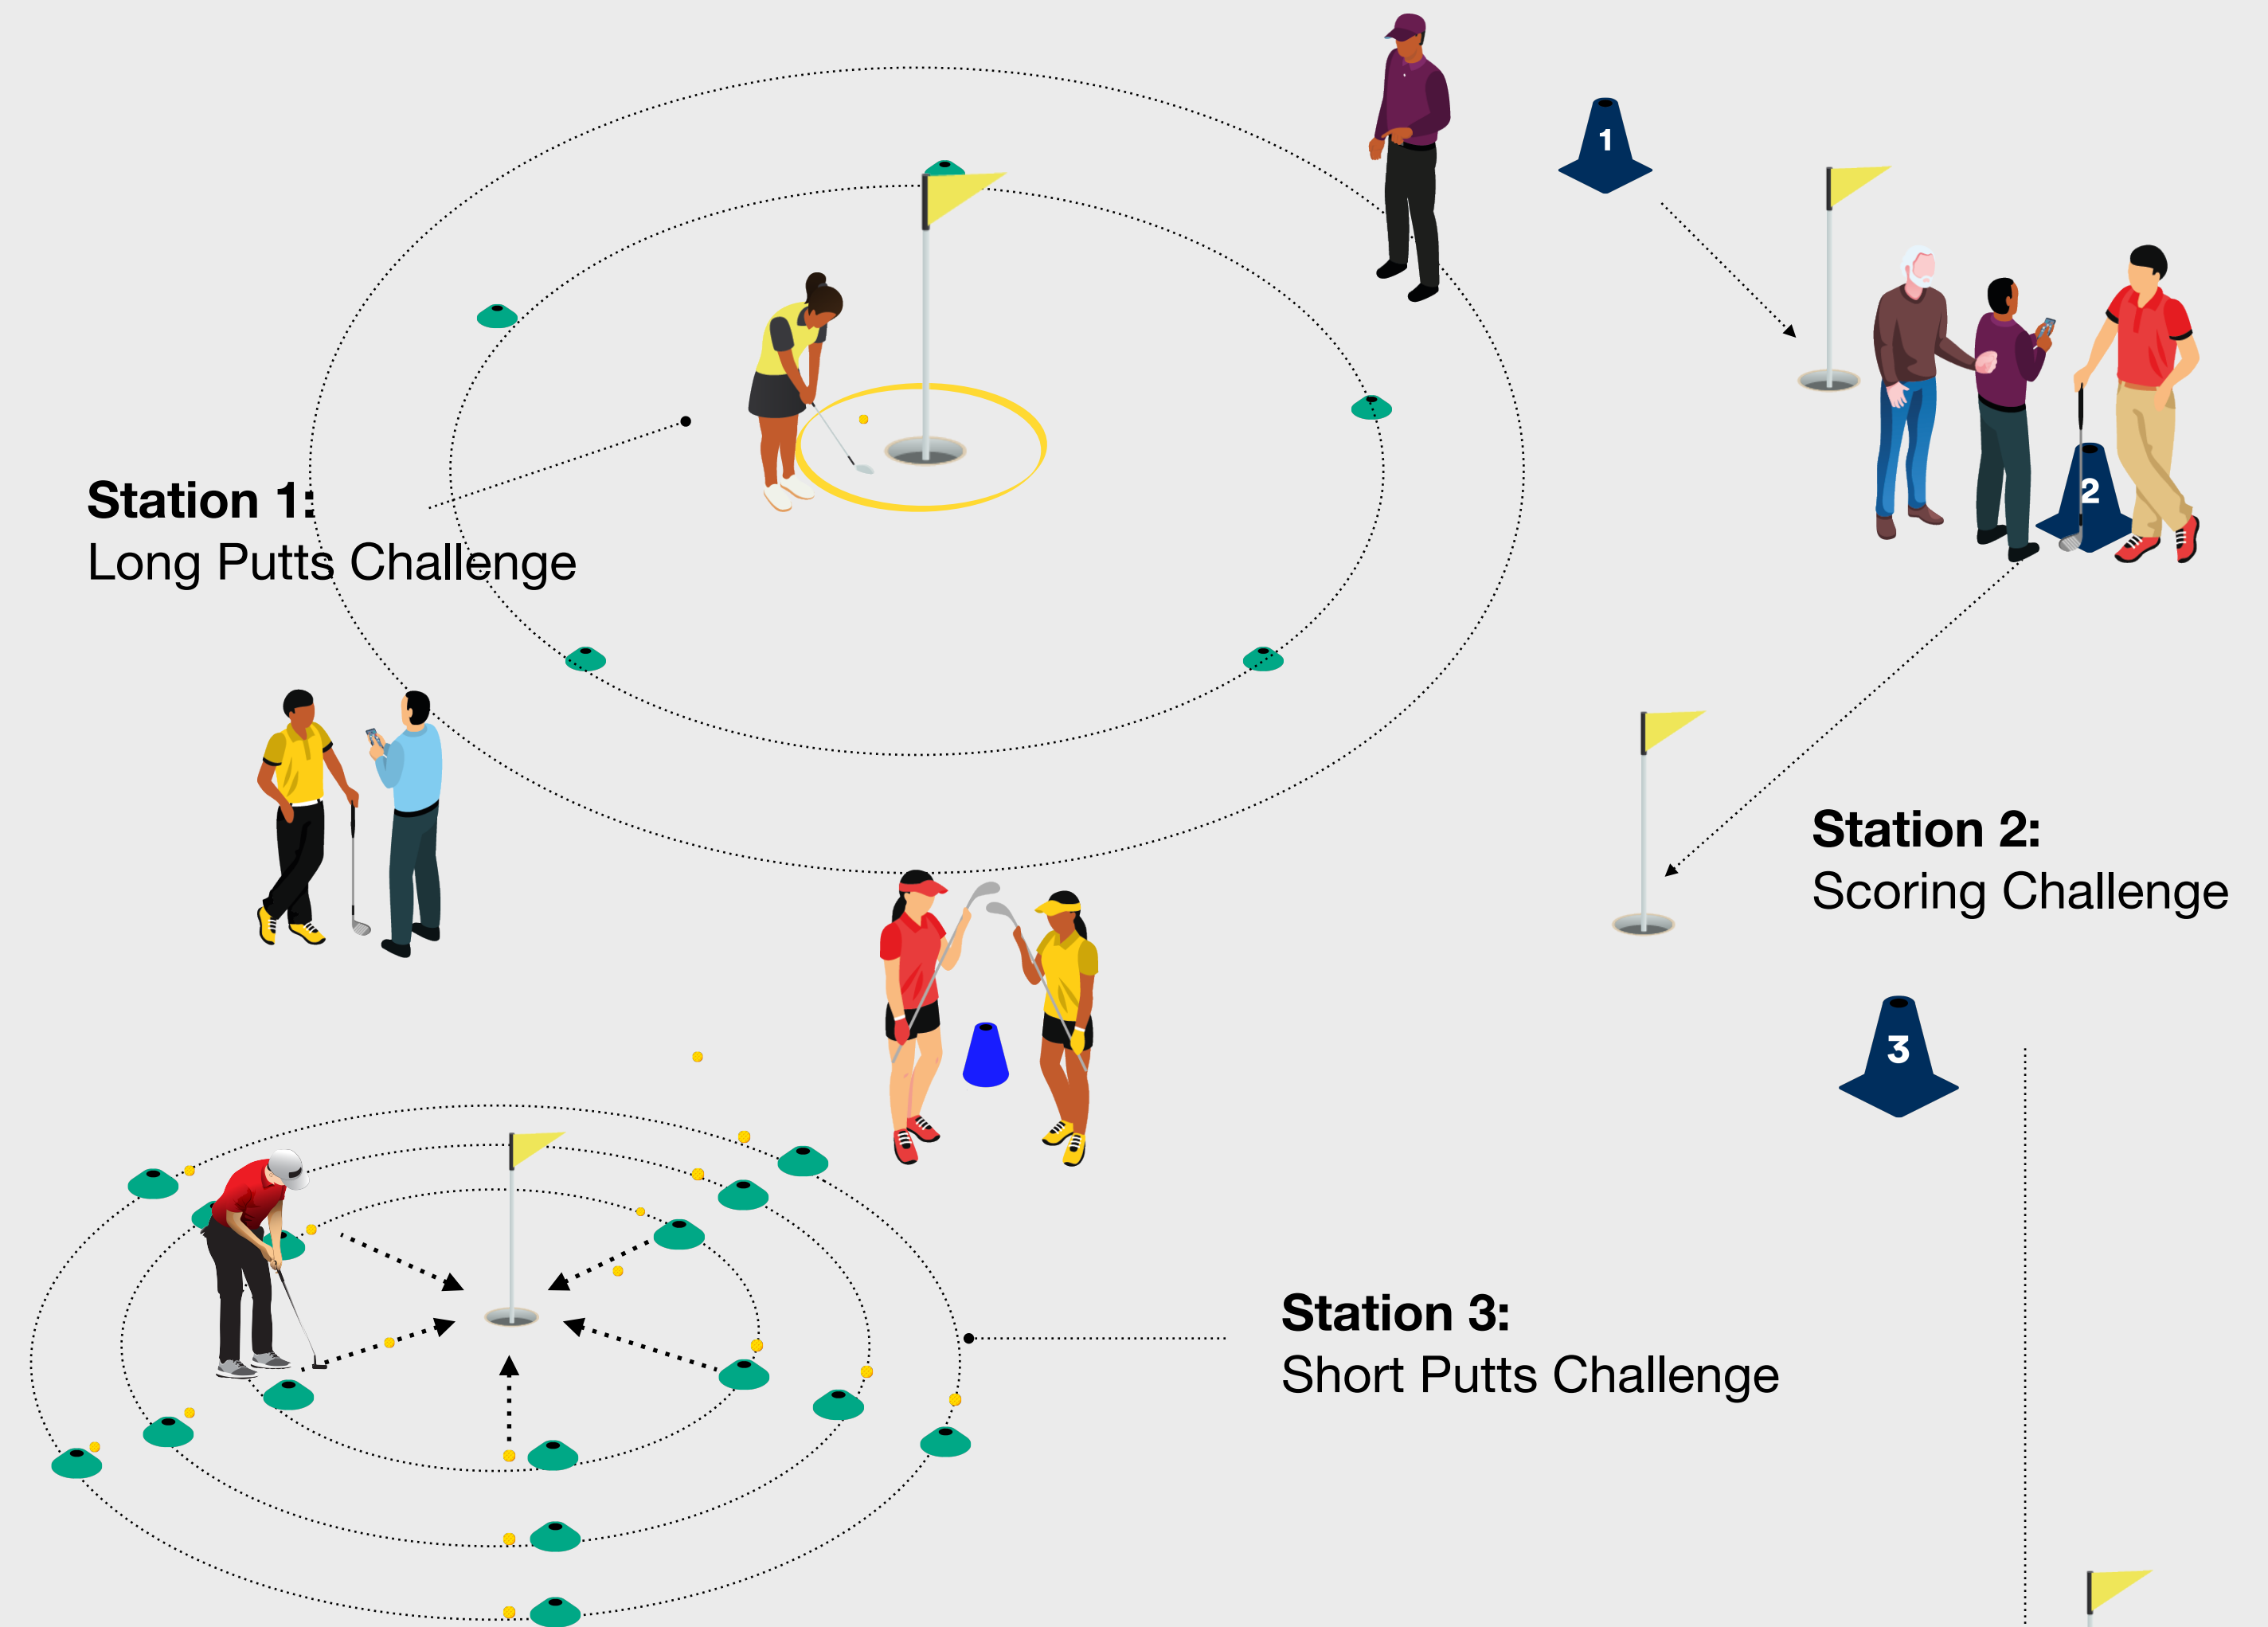 1
2
Station 1:
Long Putts Challenge
Station 2:
Scoring Challenge
3
Station 3:
Short Putts Challenge